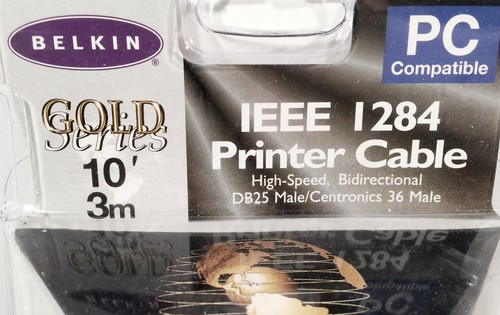 BELKIN®
PC
Compatible
GOLD
Series
10'
3m
IEEE 1284
Printer Cable
High-Speed, Bidirectional
DB25 Male/Centronics 36 Male